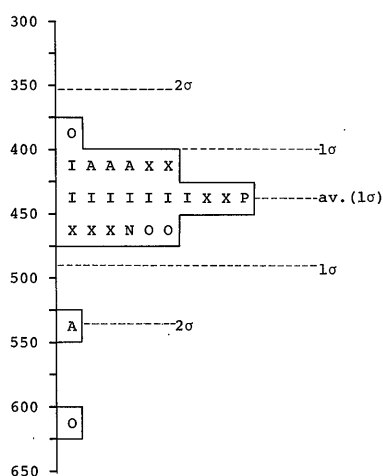 300
350
2σ
O
400
1σ
I A A A X X
I I I I I I I X X P
av.(1σ)
450
X X X N O O
1σ
500
A
2σ
550
600
O
650